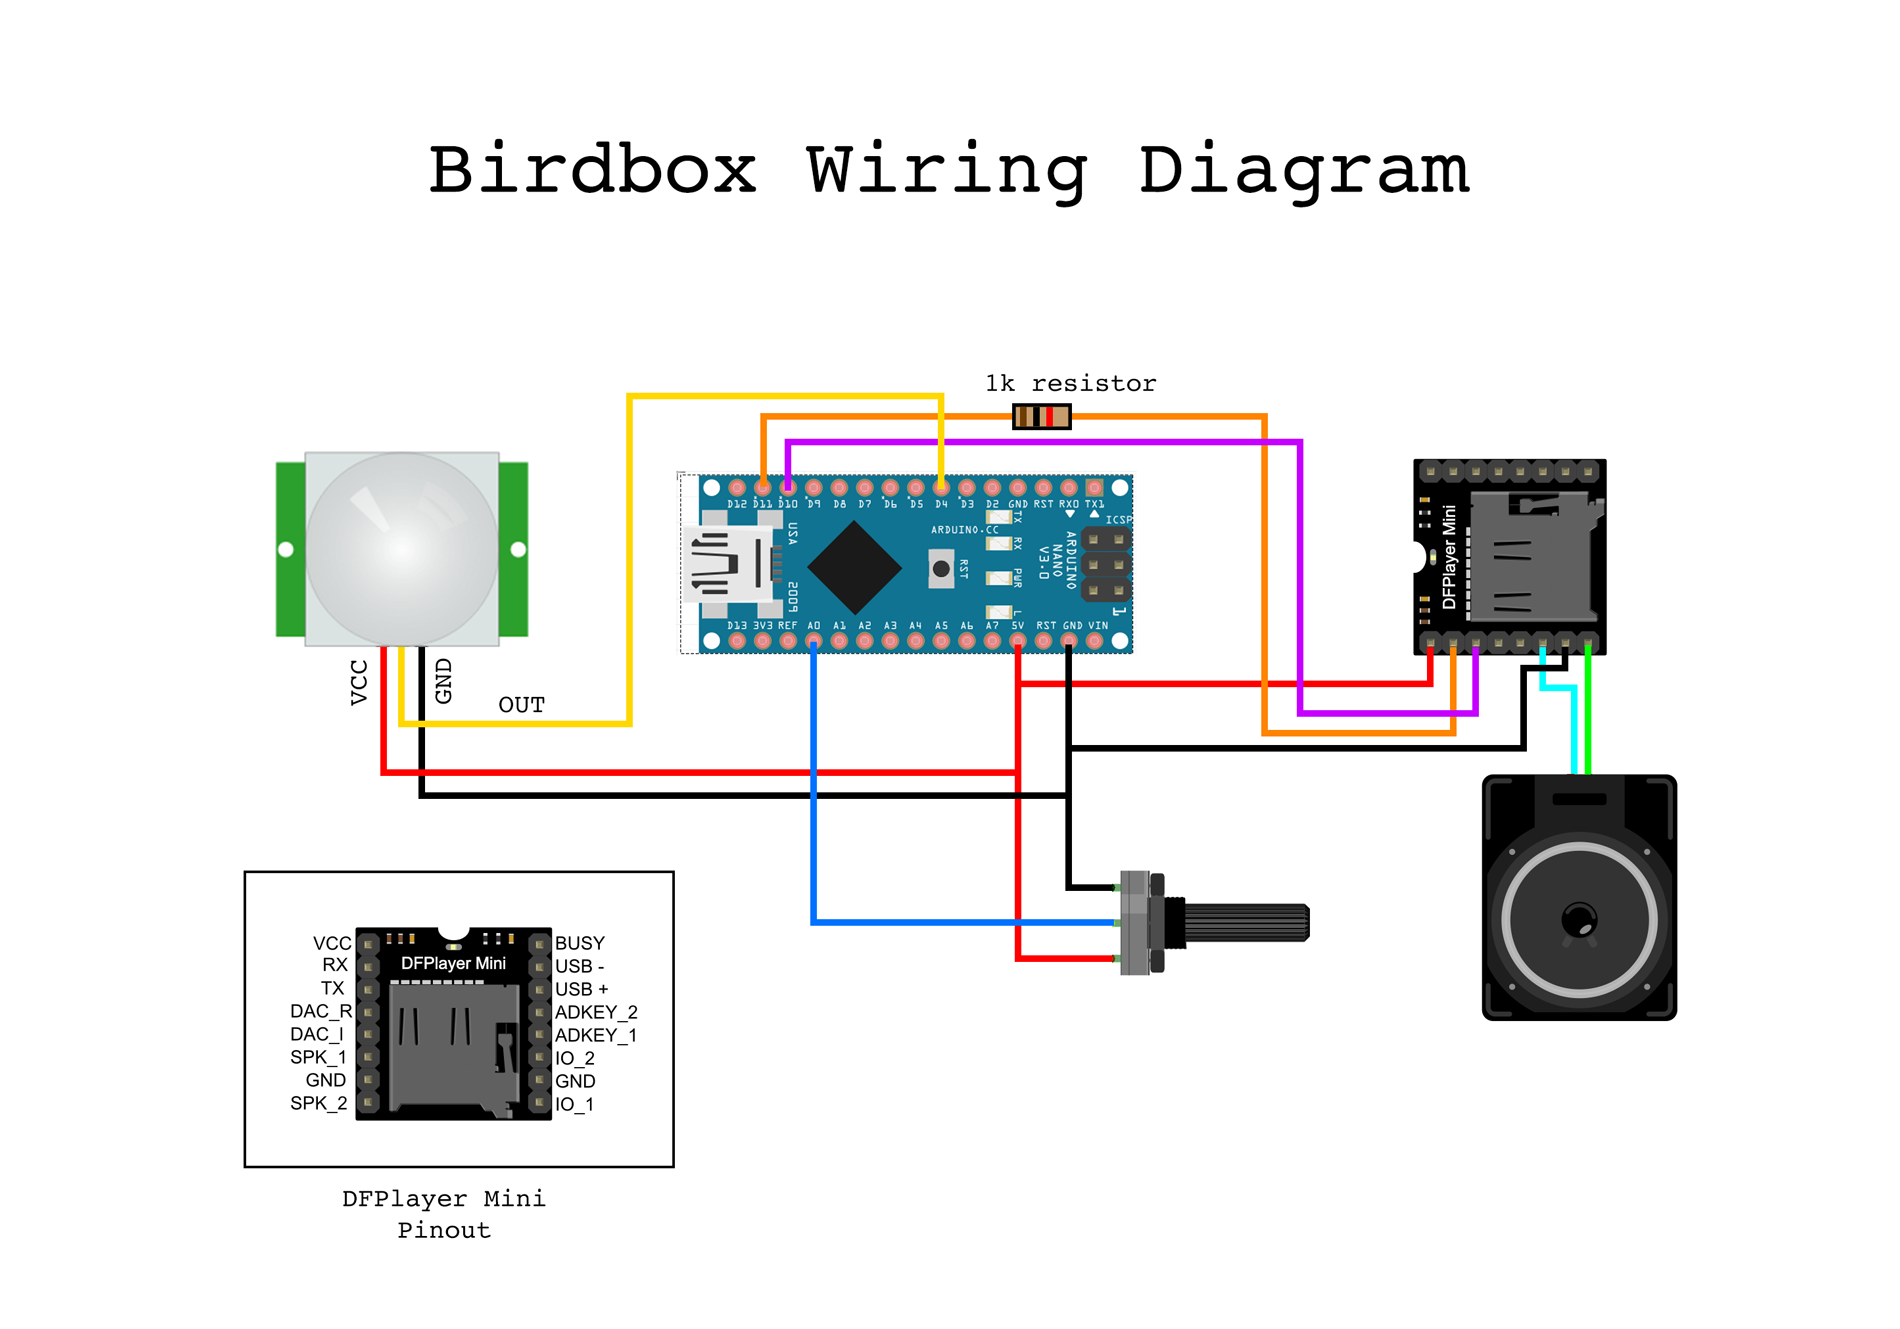 Birdbox Wiring Diagram
1k resistor
D12 D11 D10 D9 D8 D7 D6 D5 D4 D3 D2 GND RST RX0 TX1
ICSP
ARDUINO.CC
USA
2009
RST
TX
RX
PWR
L
ARDUINO
NANO
V3.0
1
D13 3V3 REF A0 A1 A2 A3 A4 A5 A6 A7 5V RST GND VIN
DFPlayer Mini
VCC
GND
OUT
DFPlayer Mini
VCC
RX
TX
DAC_R
DAC_I
SPK_1
GND
SPK_2
BUSY
USB -
USB +
ADKEY_2
ADKEY_1
IO_2
GND
IO_1
DFPlayer Mini
Pinout